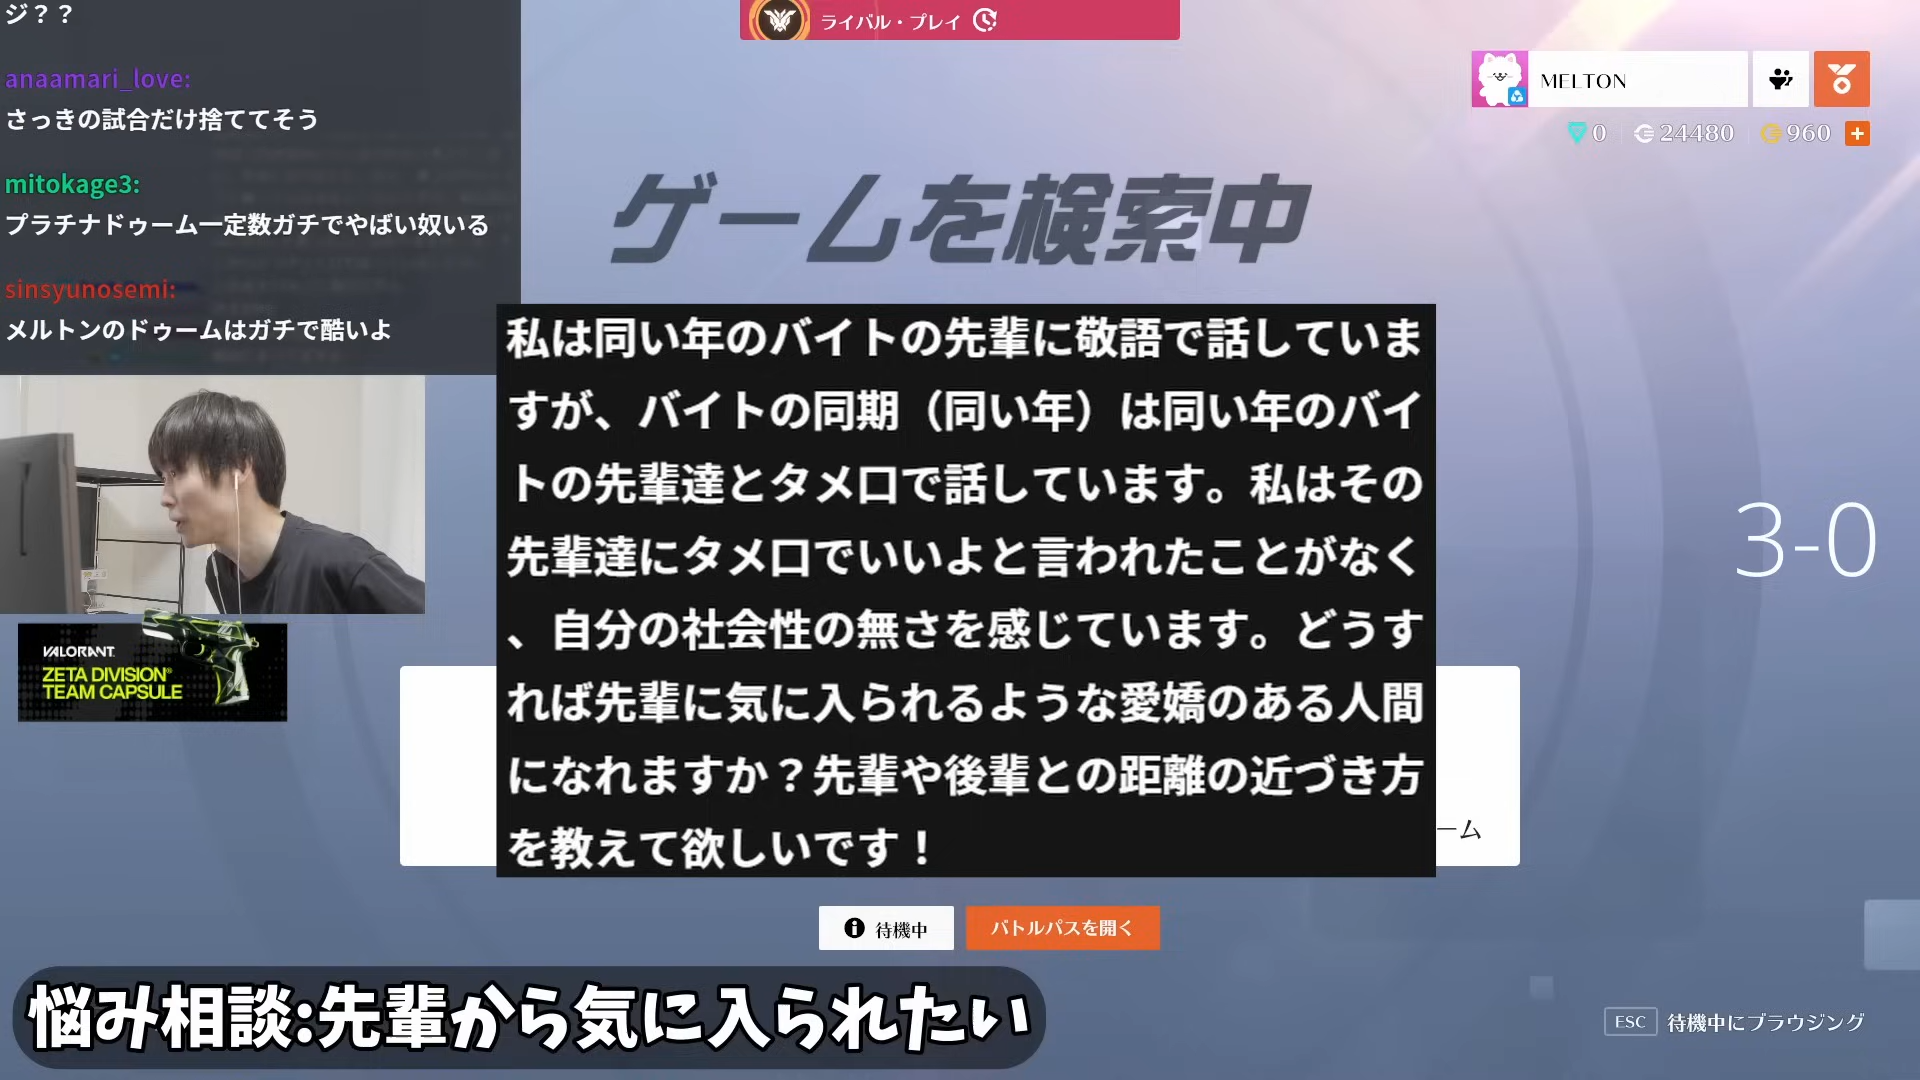 ジ？？
anaamari_love:
さっきの試合だけ捨ててそう
mitokage3:
プラチナドゥーム一定数ガチでやばい奴いる
sinsyunosemi:
メルトンのドゥームはガチで酷いよ
ライバル・プレイ
MELTON
0 24480 960
ゲームを検索中
私は同い年のバイトの先輩に敬語で話していま
すが、バイトの同期（同い年）は同い年のバイ
トの先輩達とタメ口で話しています。私はその
先輩達にタメ口でいいよと言われたことがなく
、自分の社会性の無さを感じています。どうす
れば先輩に気に入られるような愛嬌のある人間
になれますか？先輩や後輩との距離の近づき方
を教えて欲しいです！
3-0
VALORANT
ZETA DIVISION
TEAM CAPSULE
ーム
待機中
バトルパスを開く
悩み相談:先輩から気に入られたい
ESC 待機中にブラウジング